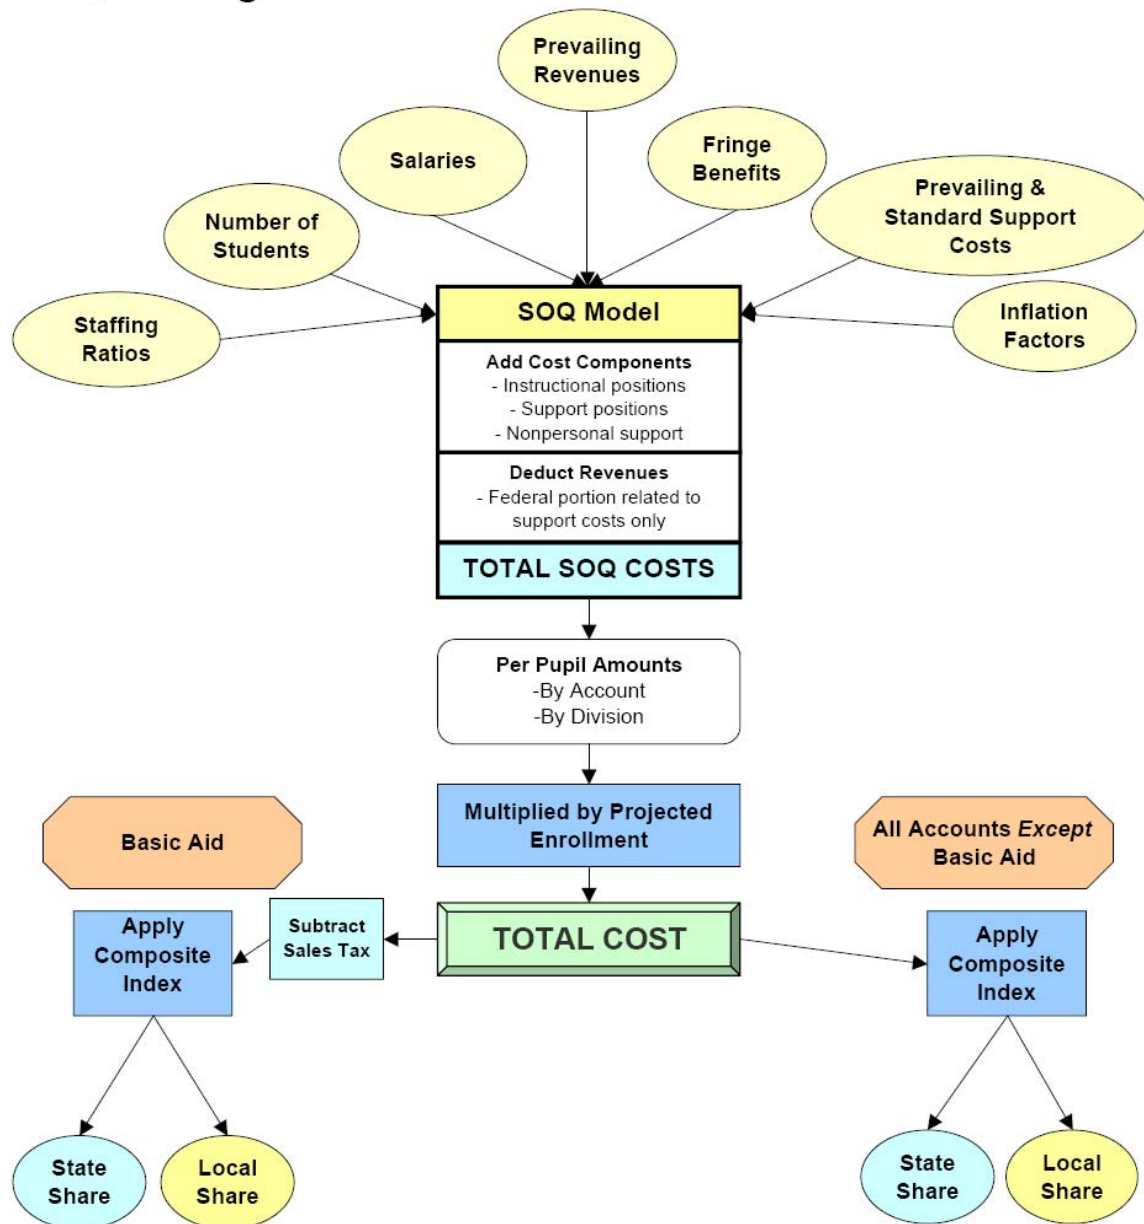 Prevailing
Revenues
Salaries
Fringe
Benefits
Number of
Students
Prevailing &
Standard Support
Costs
Staffing
Ratios
Inflation
Factors
SOQ Model
Add Cost Components
- Instructional positions
- Support positions
- Nonpersonal support
Deduct Revenues
- Federal portion related to
support costs only
TOTAL SOQ COSTS
Per Pupil Amounts
-By Account
-By Division
Multiplied by Projected
Enrollment
Basic Aid
All Accounts Except
Basic Aid
TOTAL COST
Subtract
Sales Tax
Apply
Composite
Index
Apply
Composite
Index
State
Share
Local
Share
State
Share
Local
Share